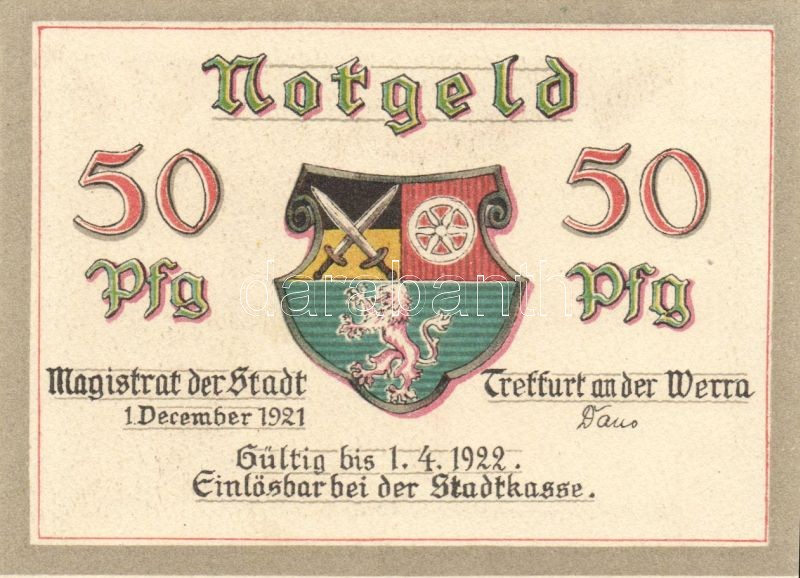 Notgeld
50 50
Pfg Pfg
Magistrat der Stadt Treffurt an der Werra
1. December 1921
Gültig bis 1. 4. 1922.
Einlösbar bei der Stadtkasse.
darabanth